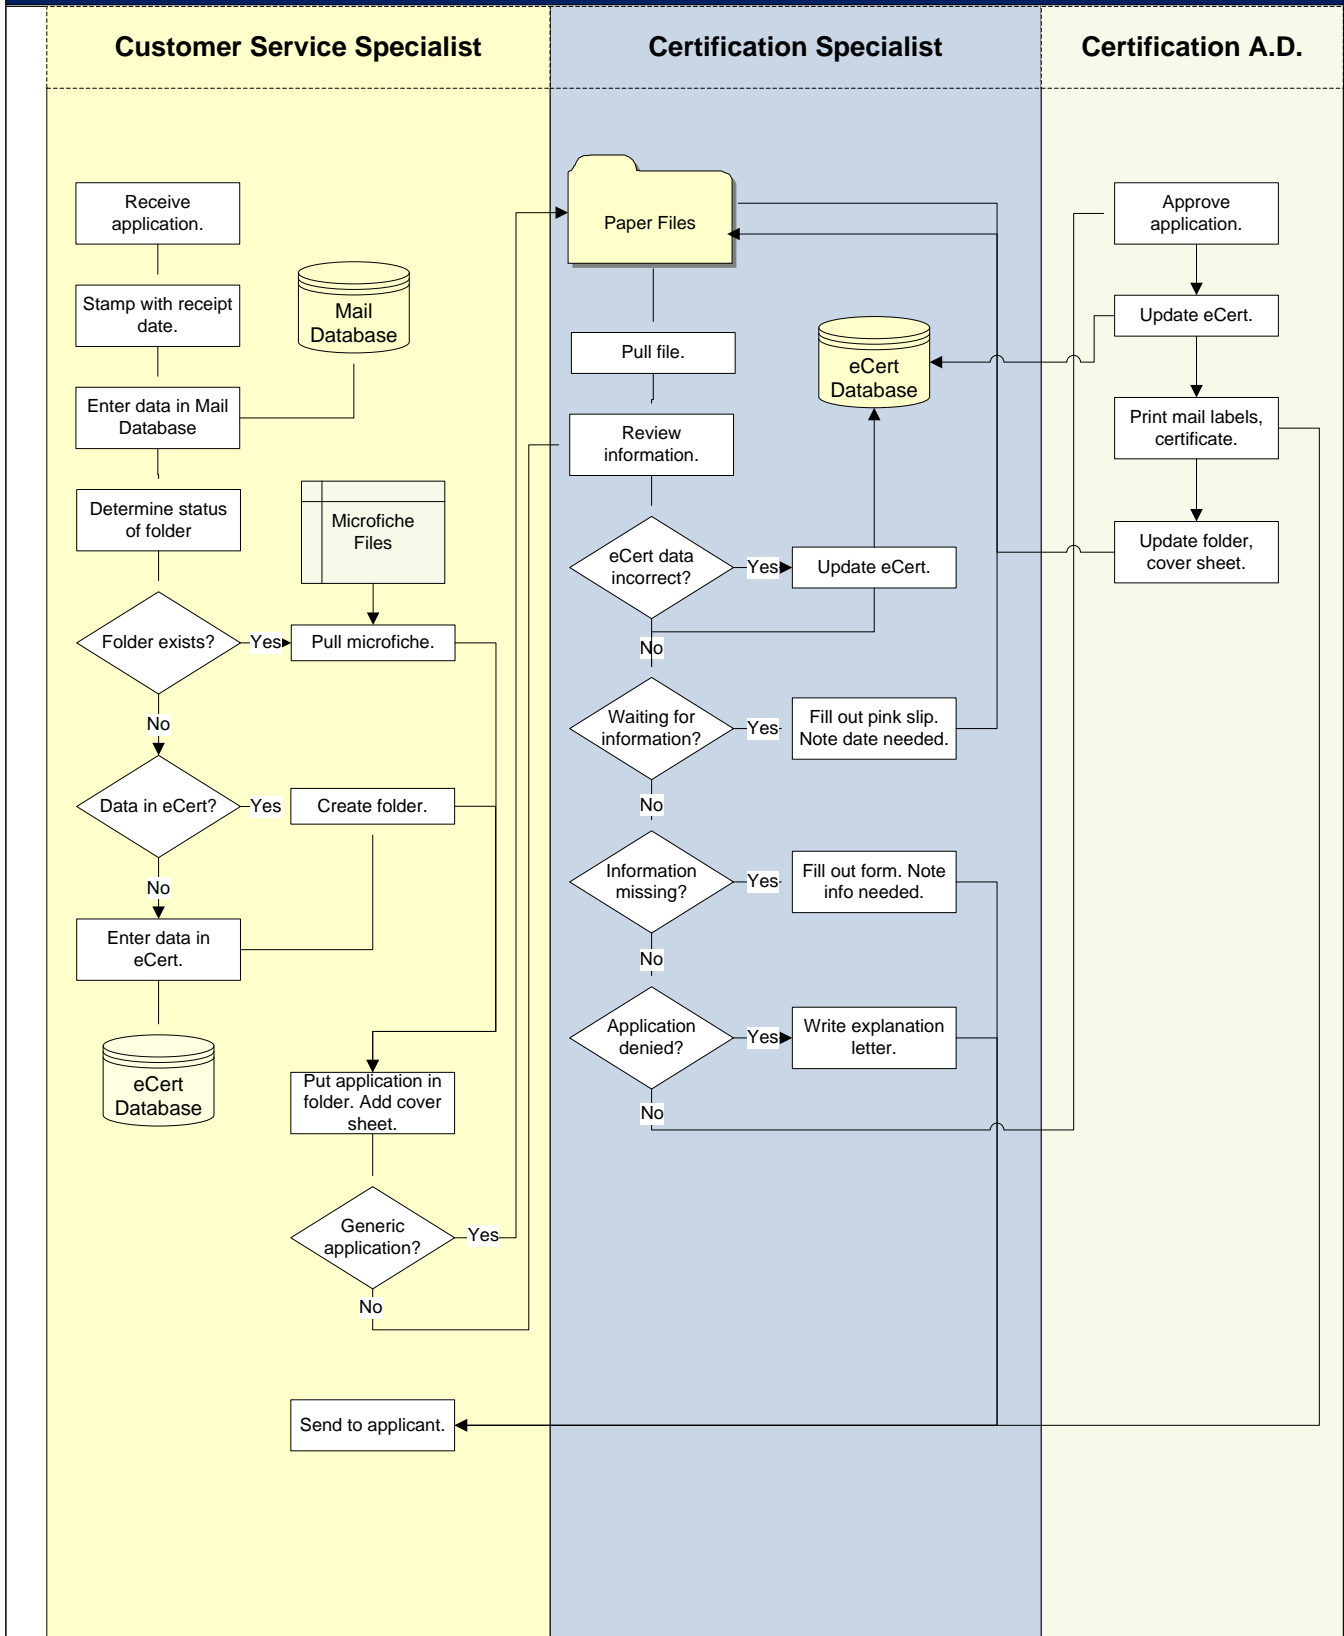 Customer Service Specialist
Certification Specialist
Certification A.D.
Receive
application.
Stamp with receipt
date.
Mail
Database
Enter data in Mail
Database
Determine status
of folder
Microfiche
Files
Folder exists?
Yes
Pull microfiche.
No
Data in eCert?
Yes
Create folder.
No
Enter data in
eCert.
eCert
Database
Put application in
folder. Add cover
sheet.
Generic
application?
Yes
No
Send to applicant.
Paper Files
Pull file.
eCert
Database
Review
information.
eCert data
incorrect?
Yes
Update eCert.
No
Waiting for
information?
Yes
Fill out pink slip.
Note date needed.
No
Information
missing?
Yes
Fill out form. Note
info needed.
No
Application
denied?
Yes
Write explanation
letter.
No
Approve
application.
Update eCert.
Print mail labels,
certificate.
Update folder,
cover sheet.